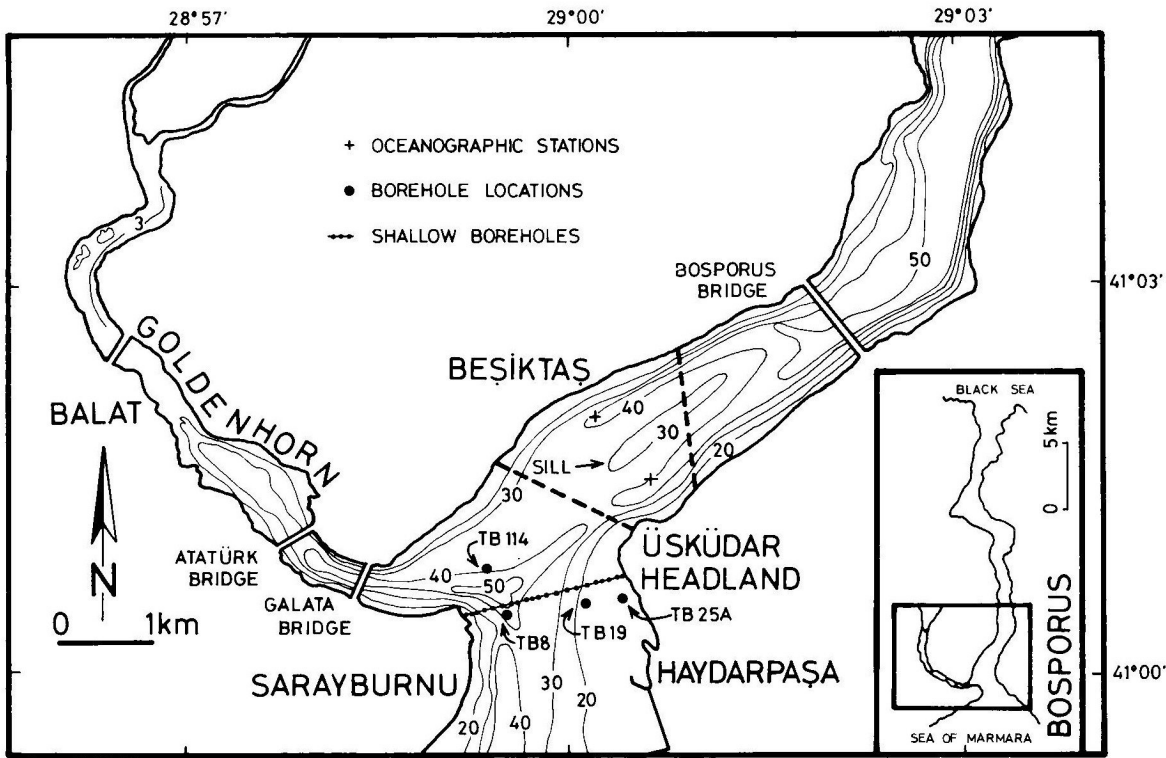 28°57'
29°00'
29°03'
+ OCEANOGRAPHIC STATIONS
● BOREHOLE LOCATIONS
SHALLOW BOREHOLES
3
50
BOSPORUS
BRIDGE
41°03'
GOLDENHORN
BEŞİKTAŞ
BALAT
40
30
20
SILL →
30
BLACK SEA
5km
0
BOSPORUS
SEA OF MARMARA
ÜSKÜDAR
HEADLAND
TB 114
ATATÜRK
BRIDGE
40
50
GALATA
BRIDGE
N
0 1km
TB8
TB19
TB 25A
SARAYBURNU
HAYDARPAŞA
41°00'
20
40
30
20